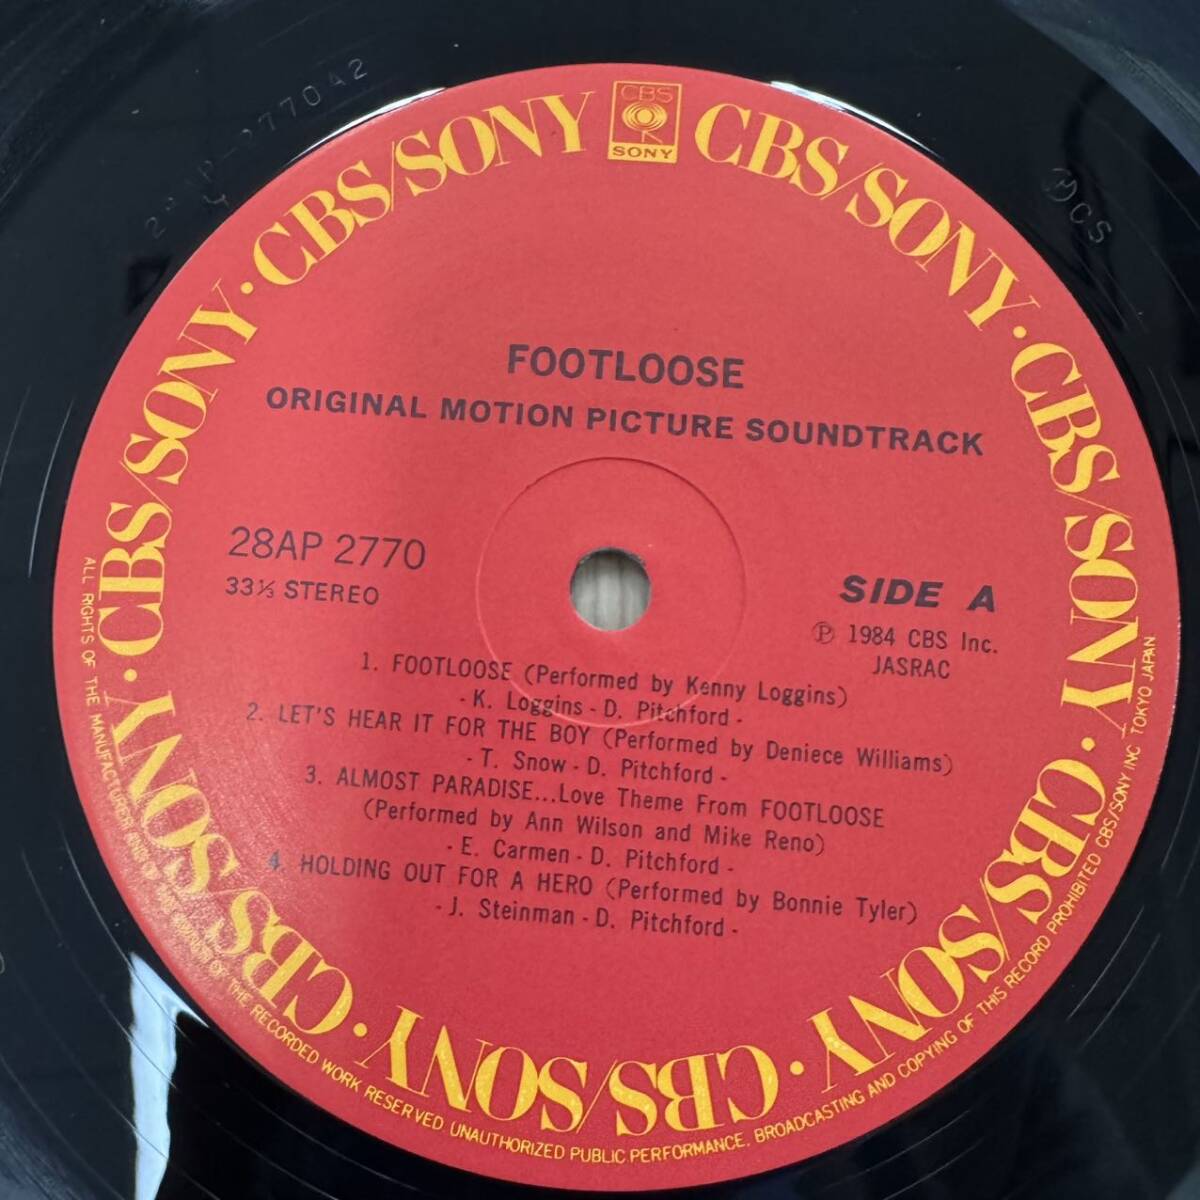 CBS
SONY
CBS/SONY · CBS/SONY · CBS/SONY · CBS/SONY · CBS/SONY · CBS/SONY · CBS/SONY · CBS/SONY
FOOTLOOSE
ORIGINAL MOTION PICTURE SOUNDTRACK
28AP 2770
33⅓ STEREO
SIDE A
Ⓟ 1984 CBS Inc.
JASRAC
1. FOOTLOOSE (Performed by Kenny Loggins)
- K. Loggins - D. Pitchford -
2. LET'S HEAR IT FOR THE BOY (Performed by Deniece Williams)
- T. Snow - D. Pitchford -
3. ALMOST PARADISE...Love Theme From FOOTLOOSE
(Performed by Ann Wilson and Mike Reno)
- E. Carmen - D. Pitchford -
4. HOLDING OUT FOR A HERO (Performed by Bonnie Tyler)
- J. Steinman - D. Pitchford -
ALL RIGHTS OF THE MANUFACTURER AND OF THE OWNER OF THE RECORDED WORK RESERVED. UNAUTHORIZED PUBLIC PERFORMANCE, BROADCASTING AND COPYING OF THIS RECORD PROHIBITED CBS/SONY INC TOKYO JAPAN
CS